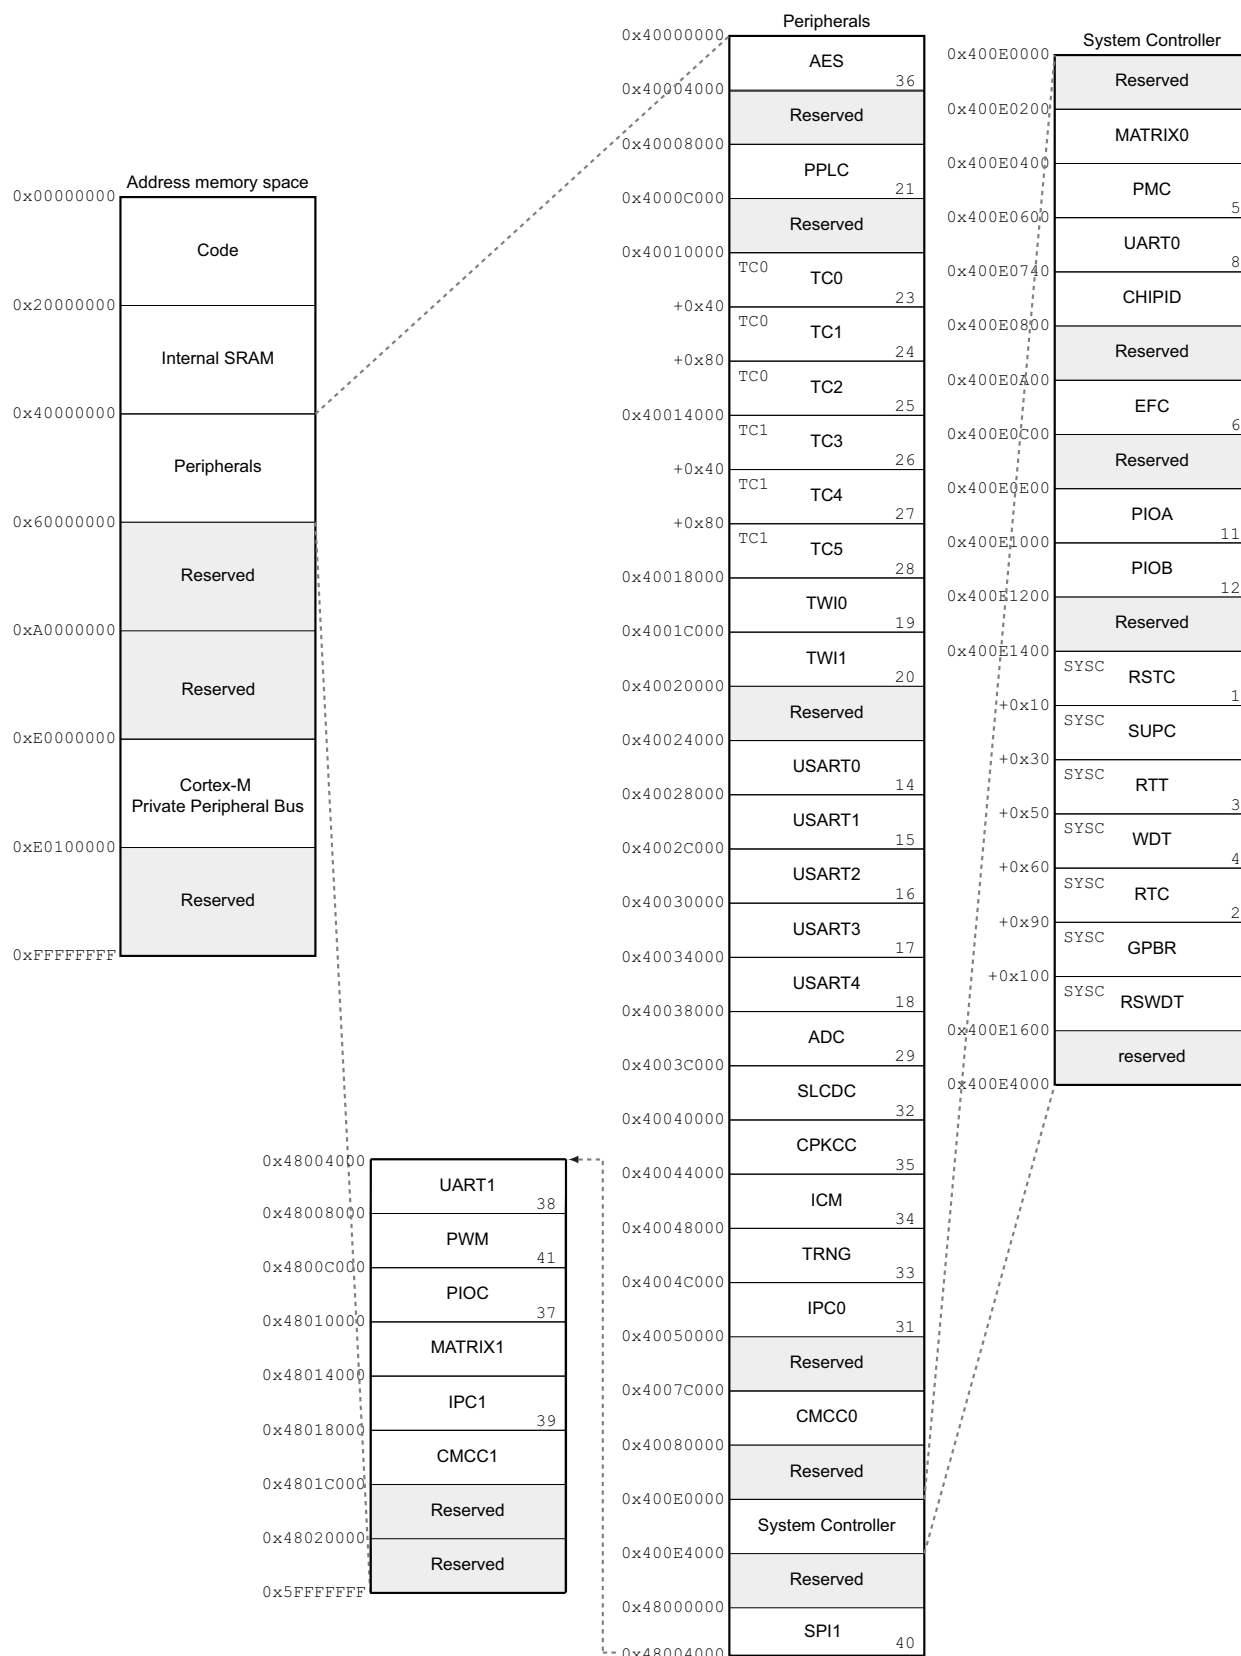 Address memory space
0x00000000
Code
0x20000000
Internal SRAM
0x40000000
Peripherals
0x60000000
Reserved
0xA0000000
Reserved
0xE0000000
Cortex-M
Private Peripheral Bus
0xE0100000
Reserved
0xFFFFFFFF
0x48004000
UART1
38
0x48008000
PWM
41
0x4800C000
PIOC
37
0x48010000
MATRIX1
0x48014000
IPC1
39
0x48018000
CMCC1
0x4801C000
Reserved
0x48020000
Reserved
0x5FFFFFFF
Peripherals
0x40000000
AES
36
0x40004000
Reserved
0x40008000
PPLC
21
0x4000C000
Reserved
0x40010000
TC0
TC0
23
+0x40
TC0
TC1
24
+0x80
TC0
TC2
25
0x40014000
TC1
TC3
26
+0x40
TC1
TC4
27
+0x80
TC1
TC5
28
0x40018000
TWI0
19
0x4001C000
TWI1
20
0x40020000
Reserved
0x40024000
USART0
14
0x40028000
USART1
15
0x4002C000
USART2
16
0x40030000
USART3
17
0x40034000
USART4
18
0x40038000
ADC
29
0x4003C000
SLCDC
32
0x40040000
CPKCC
35
0x40044000
ICM
34
0x40048000
TRNG
33
0x4004C000
IPC0
31
0x40050000
Reserved
0x4007C000
CMCC0
0x40080000
Reserved
0x400E0000
System Controller
0x400E4000
Reserved
0x48000000
SPI1
40
0x48004000
System Controller
0x400E0000
Reserved
0x400E0200
MATRIX0
0x400E0400
PMC
5
0x400E0600
UART0
8
0x400E0740
CHIPID
0x400E0800
Reserved
0x400E0A00
EFC
6
0x400E0C00
Reserved
0x400E0E00
PIOA
11
0x400E1000
PIOB
12
0x400E1200
Reserved
0x400E1400
SYSC
RSTC
1
+0x10
SYSC
SUPC
+0x30
SYSC
RTT
3
+0x50
SYSC
WDT
4
+0x60
SYSC
RTC
2
+0x90
SYSC
GPBR
+0x100
SYSC
RSWDT
0x400E1600
reserved
0x400E4000